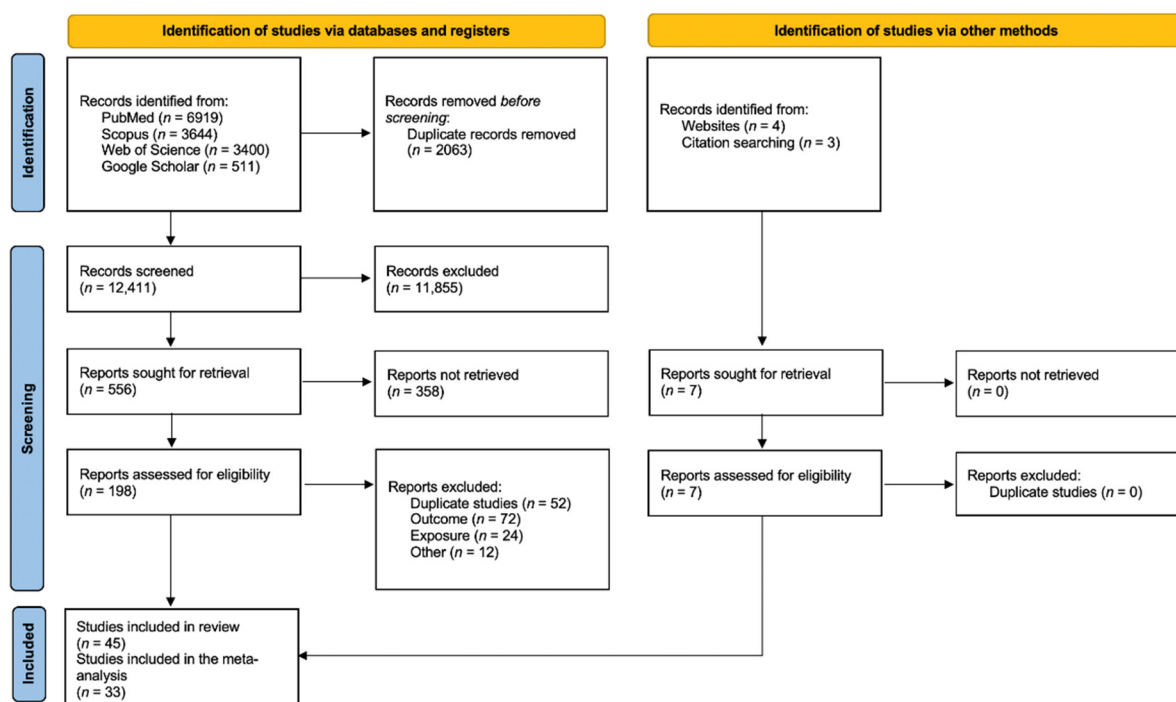 Identification of studies via databases and registers
Identification of studies via other methods
Identification
Records identified from:
PubMed (n = 6919)
Scopus (n = 3644)
Web of Science (n = 3400)
Google Scholar (n = 511)
Records removed before
screening:
Duplicate records removed
(n = 2063)
Records identified from:
Websites (n = 4)
Citation searching (n = 3)
Screening
Records screened
(n = 12,411)
Records excluded
(n = 11,855)
Reports sought for retrieval
(n = 556)
Reports not retrieved
(n = 358)
Reports sought for retrieval
(n = 7)
Reports not retrieved
(n = 0)
Reports assessed for eligibility
(n = 198)
Reports excluded:
Duplicate studies (n = 52)
Outcome (n = 72)
Exposure (n = 24)
Other (n = 12)
Reports assessed for eligibility
(n = 7)
Reports excluded:
Duplicate studies (n = 0)
Included
Studies included in review
(n = 45)
Studies included in the meta-
analysis
(n = 33)